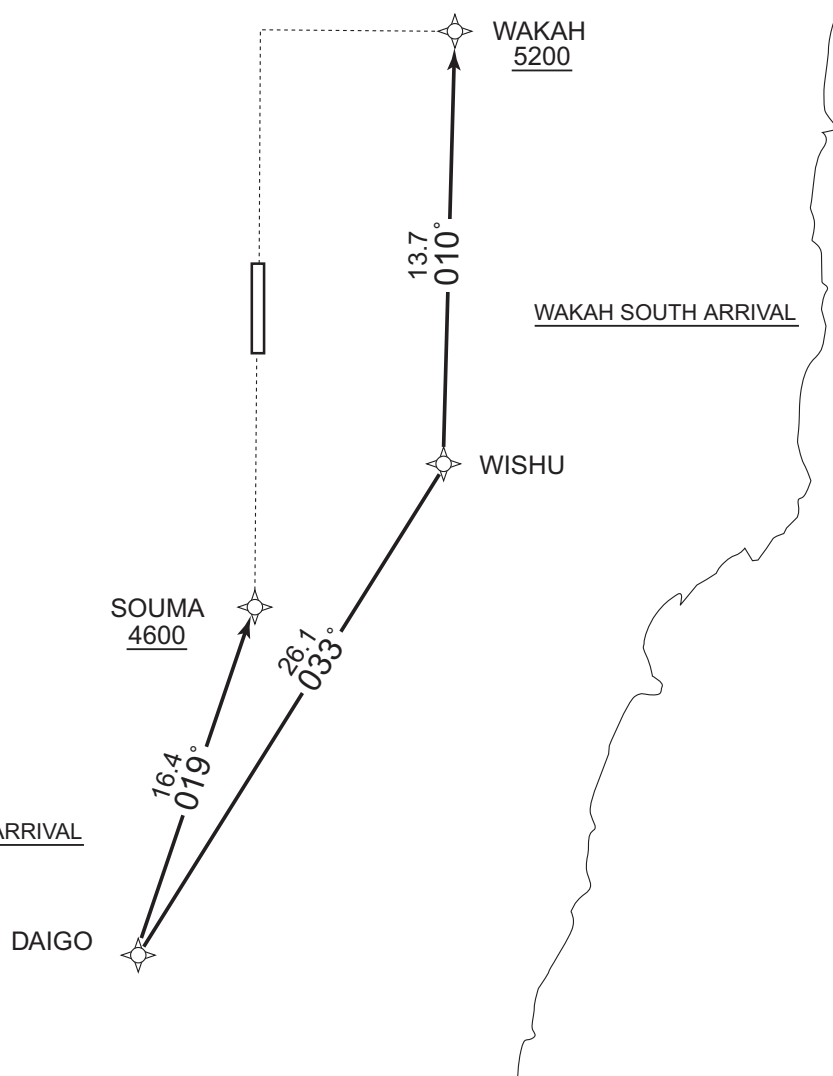 WAKAH
5200
13.7
010°
WAKAH SOUTH ARRIVAL
WISHU
SOUMA
4600
26.1
033°
16.4
019°
ARRIVAL
DAIGO